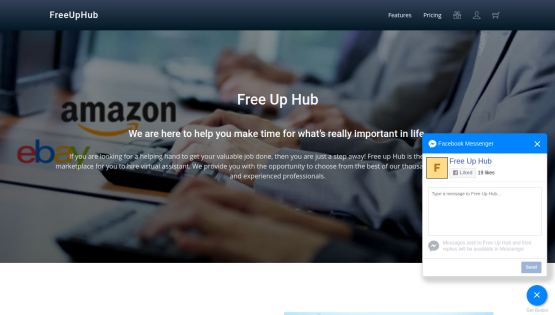 FreeUpHub
Features Pricing
Free Up Hub
amazon
ebay
We are here to help you make time for what's really important in life
If you are looking for a helping hand to get your valuable job done, then you are just a step away! Free up Hub is the
marketplace for you to hire virtual assistant. We provide you with the opportunity to choose from the best of our
and experienced professionals.
Facebook Messenger
F
Free Up Hub
Liked 19 likes
Type a message to Free Up Hub...
Messages sent to Free Up Hub and their
replies will be available in Messenger.
Send
Get Button